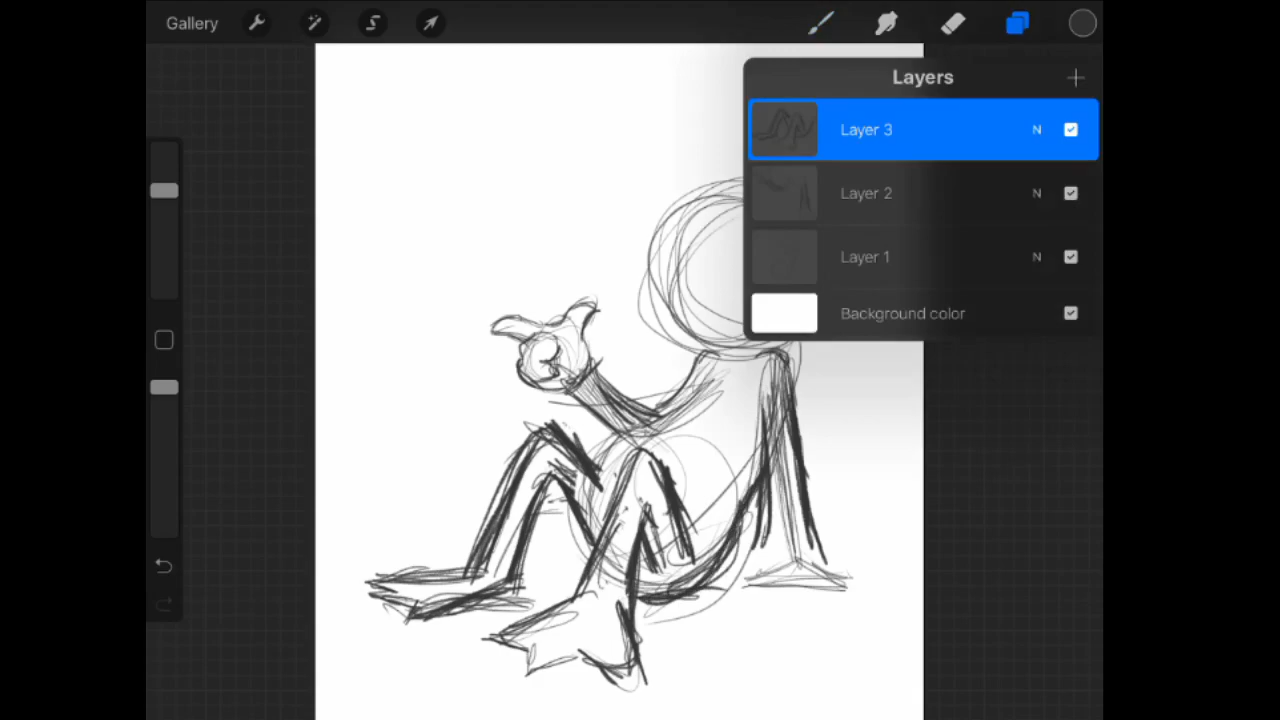 Gallery
Layers
Layer 3 N
Layer 2 N
Layer 1 N
Background color